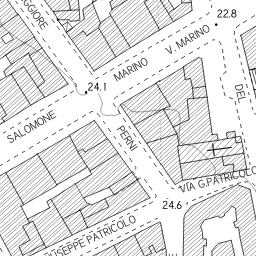 GGIORE
22.8
V. MARINO
MARINO
24.1
DEL
SALOMONE
PERNI
VIA G.PATRICOLO
24.6
USEPPE PATRICOLO